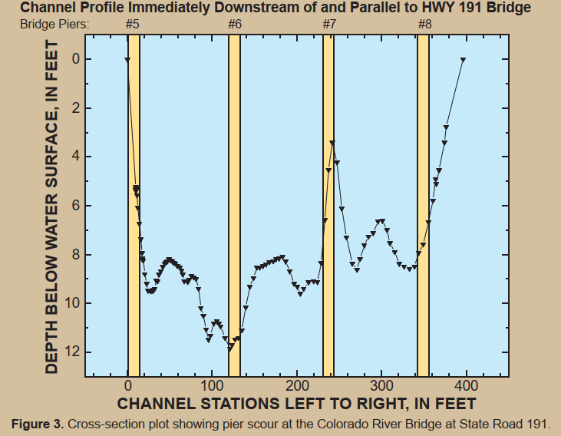 Channel Profile Immediately Downstream of and Parallel to HWY 191 Bridge
Bridge Piers: #5 #6 #7 #8
DEPTH BELOW WATER SURFACE, IN FEET
0
2
4
6
8
10
12
0 100 200 300 400
CHANNEL STATIONS LEFT TO RIGHT, IN FEET
Figure 3. Cross-section plot showing pier scour at the Colorado River Bridge at State Road 191.